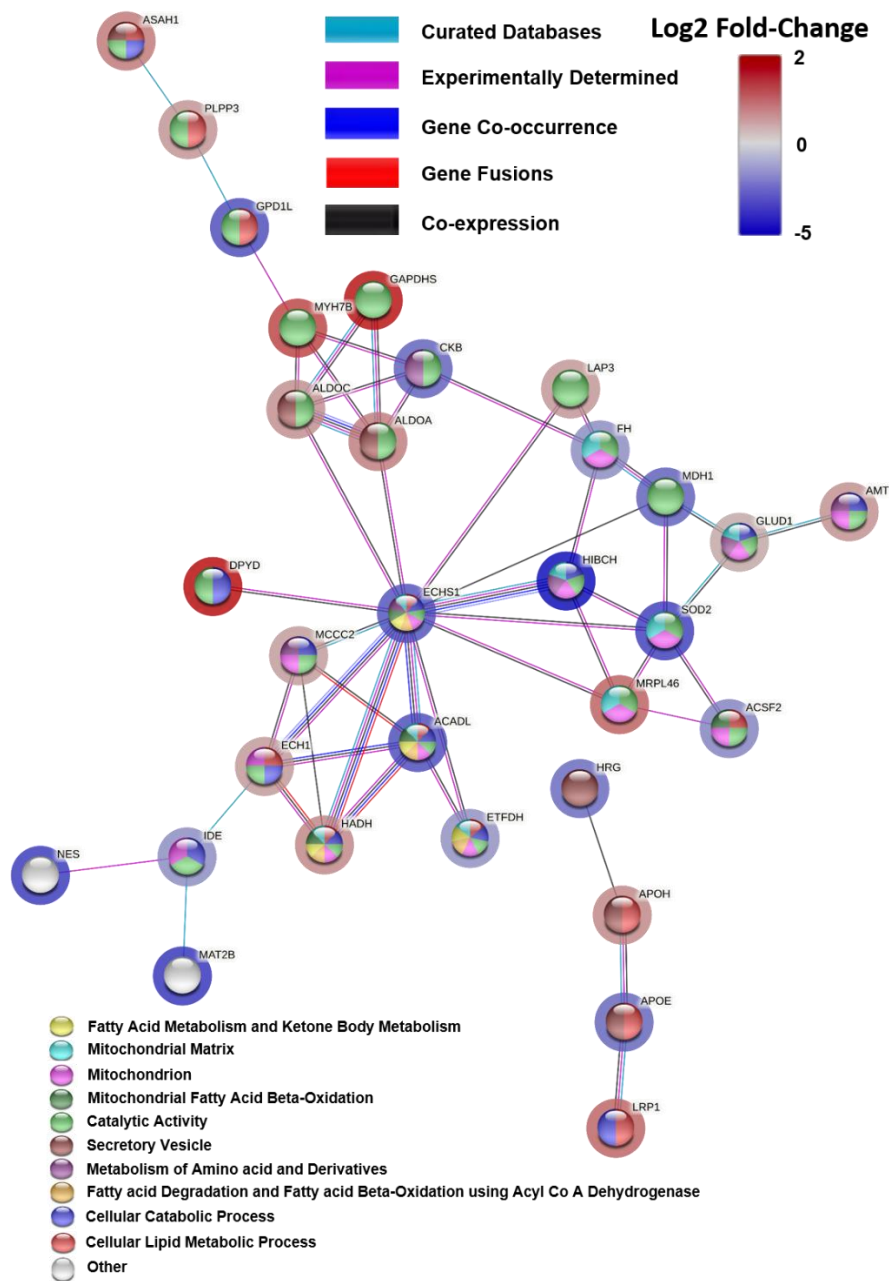 ASAH1
Curated Databases
Log2 Fold-Change
2
Experimentally Determined
PLPP3
Gene Co-occurrence
0
Gene Fusions
GPD1L
Co-expression
-5
GAPDHS
MYH7B
CKB
LAP3
ALDOC
ALDOA
FH
MDH1
AMT
GLUD1
DPYD
HIBCH
ECHS1
SOD2
MCCC2
MRPL46
ACADL
ACSF2
ECH1
HRG
HADH
ETFDH
IDE
NES
APOH
MAT2B
APOE
Fatty Acid Metabolism and Ketone Body Metabolism
Mitochondrial Matrix
Mitochondrion
Mitochondrial Fatty Acid Beta-Oxidation
LRP1
Catalytic Activity
Secretory Vesicle
Metabolism of Amino acid and Derivatives
Fatty acid Degradation and Fatty acid Beta-Oxidation using Acyl Co A Dehydrogenase
Cellular Catabolic Process
Cellular Lipid Metabolic Process
Other